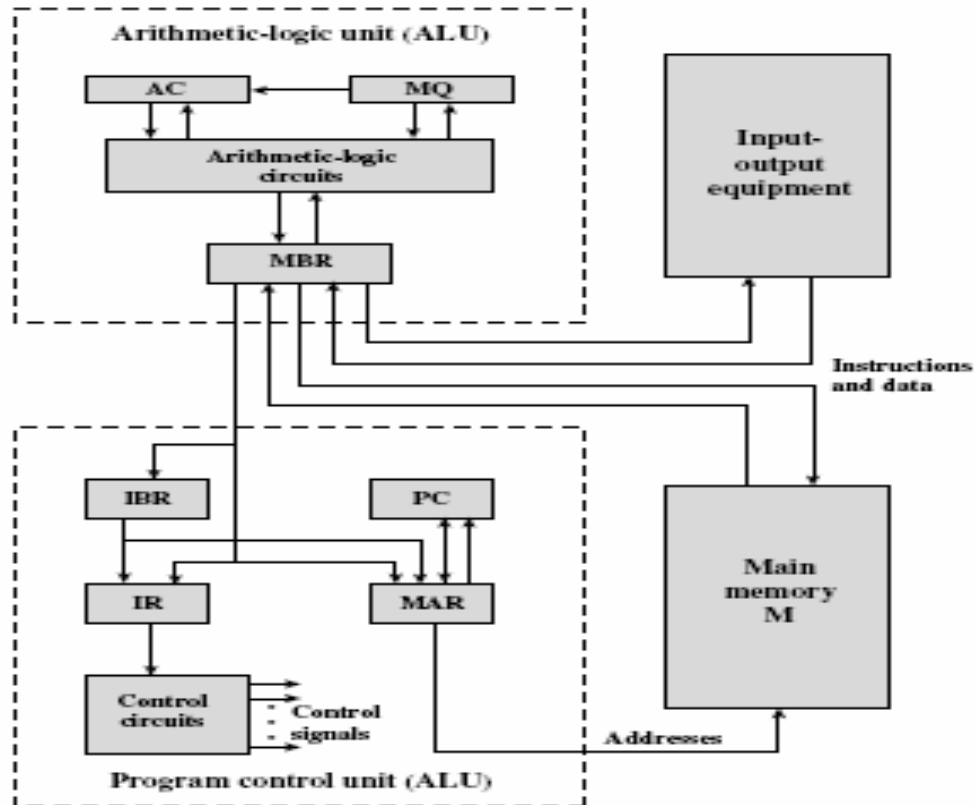 Arithmetic-logic unit (ALU)
AC
MQ
Arithmetic-logic
circuits
Input-
output
equipment
MBR
Instructions
and data
IBR
PC
IR
MAR
Main
memory
M
Control
circuits
Control
signals
Addresses
Program control unit (ALU)